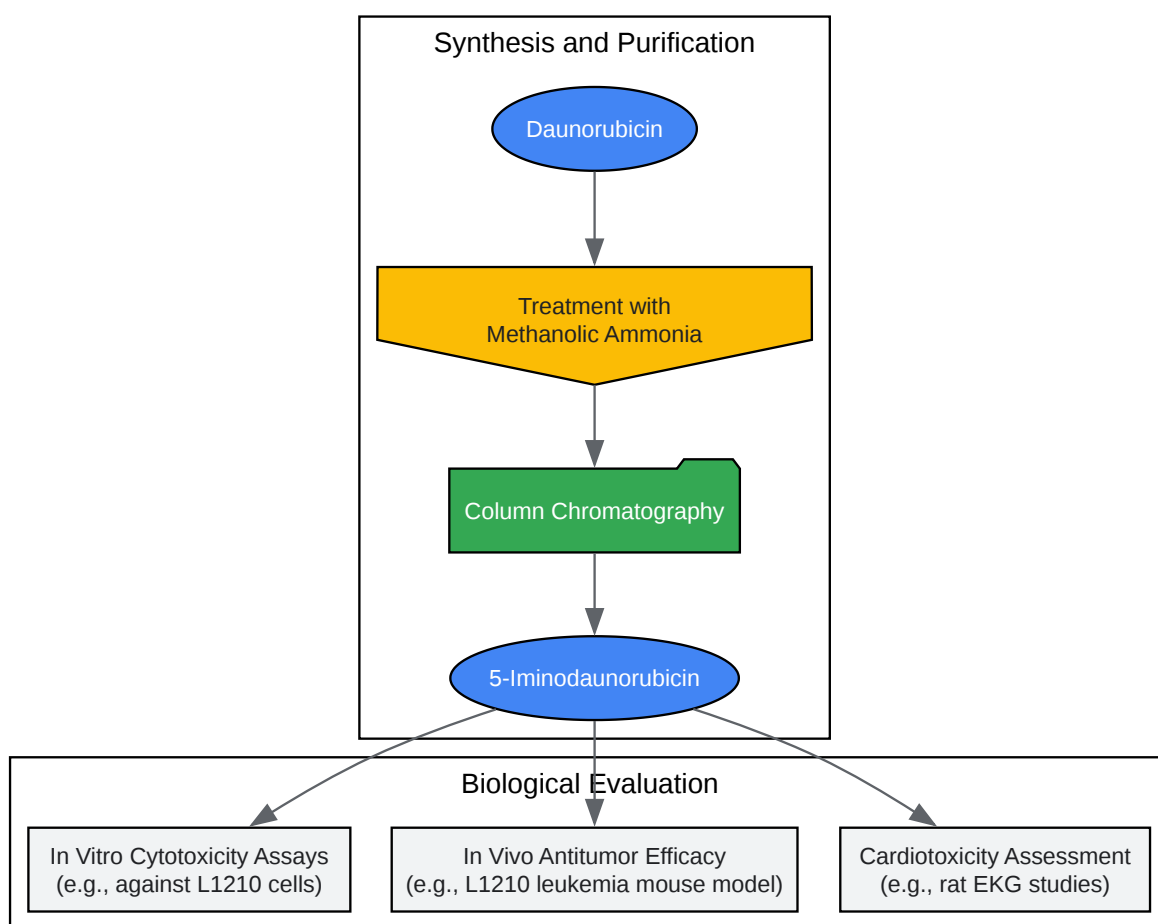 Synthesis and Purification
Daunorubicin
Treatment with
Methanolic Ammonia
Column Chromatography
5-Iminodaunorubicin
Biological Evaluation
In Vitro Cytotoxicity Assays
(e.g., against L1210 cells)
In Vivo Antitumor Efficacy
(e.g., L1210 leukemia mouse model)
Cardiotoxicity Assessment
(e.g., rat EKG studies)